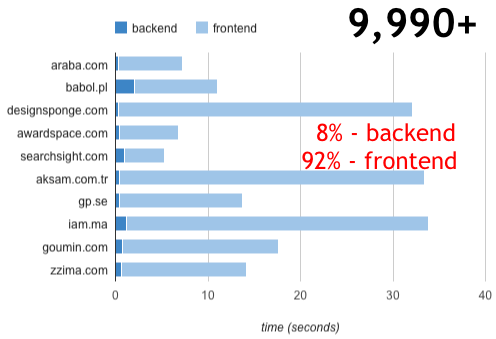 9,990+
backend frontend
araba.com
babol.pl
designsponge.com
awardspace.com
8% - backend
searchsight.com
92% - frontend
aksam.com.tr
gp.se
iam.ma
goumin.com
zzima.com
0 10 20 30 40
time (seconds)